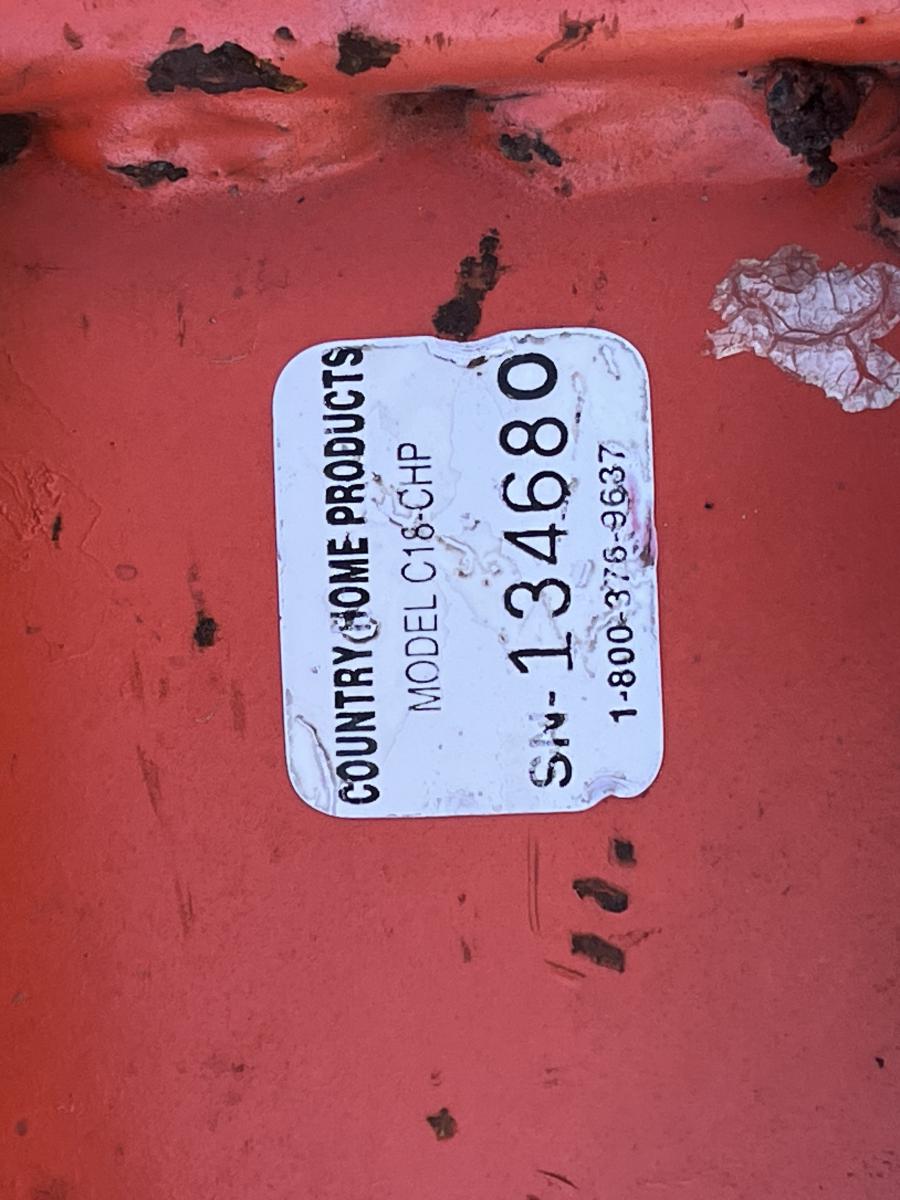 COUNTRY HOME PRODUCTS
MODEL C18-CHP
SN-134680
1-800-376-9637